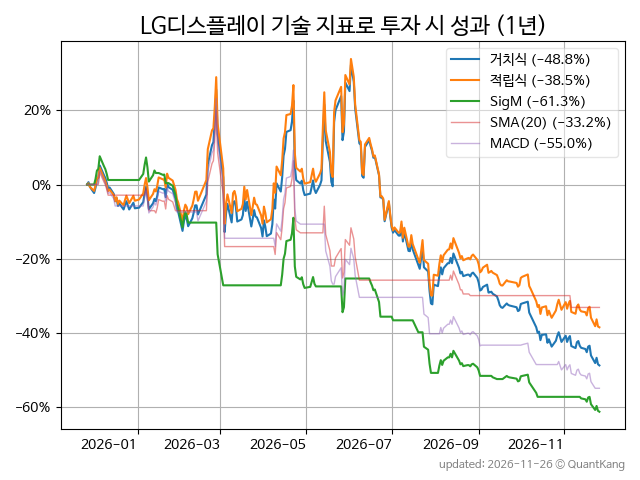 LG디스플레이 기술 지표로 투자 시 성과 (1년)
거치식 (−48.8%)
적립식 (−38.5%)
SigM (−61.3%)
SMA(20) (−33.2%)
MACD (−55.0%)
20%
0%
−20%
−40%
−60%
2026-01 2026-03 2026-05 2026-07 2026-09 2026-11
updated: 2026-11-26 © QuantKang